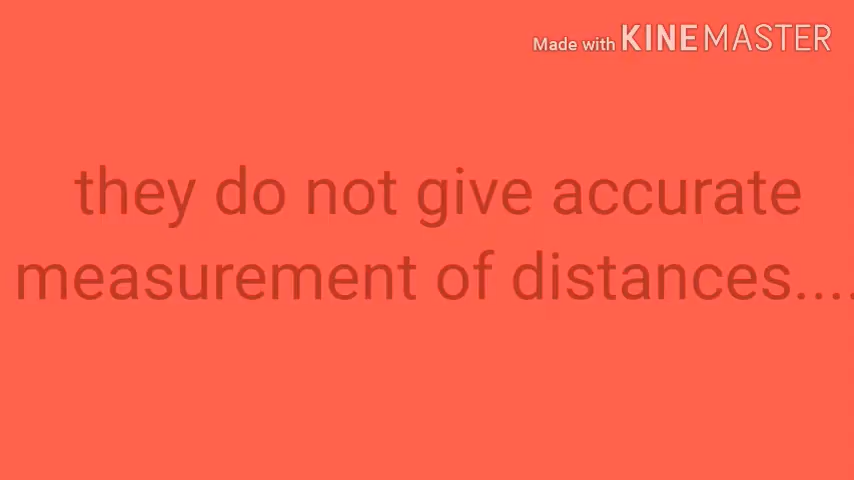 Made with KINEMASTER
they do not give accurate
measurement of distances....